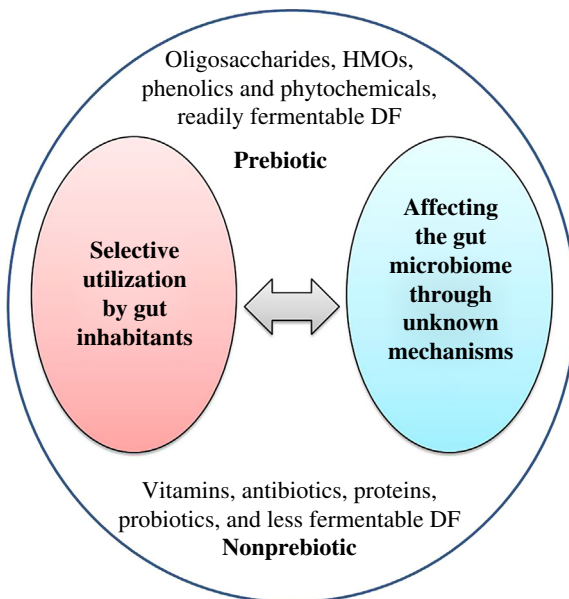 Oligosaccharides, HMOs,
phenolics and phytochemicals,
readily fermentable DF
Prebiotic
Selective
utilization
by gut
inhabitants
Affecting
the gut
microbiome
through
unknown
mechanisms
Vitamins, antibiotics, proteins,
probiotics, and less fermentable DF
Nonprebiotic